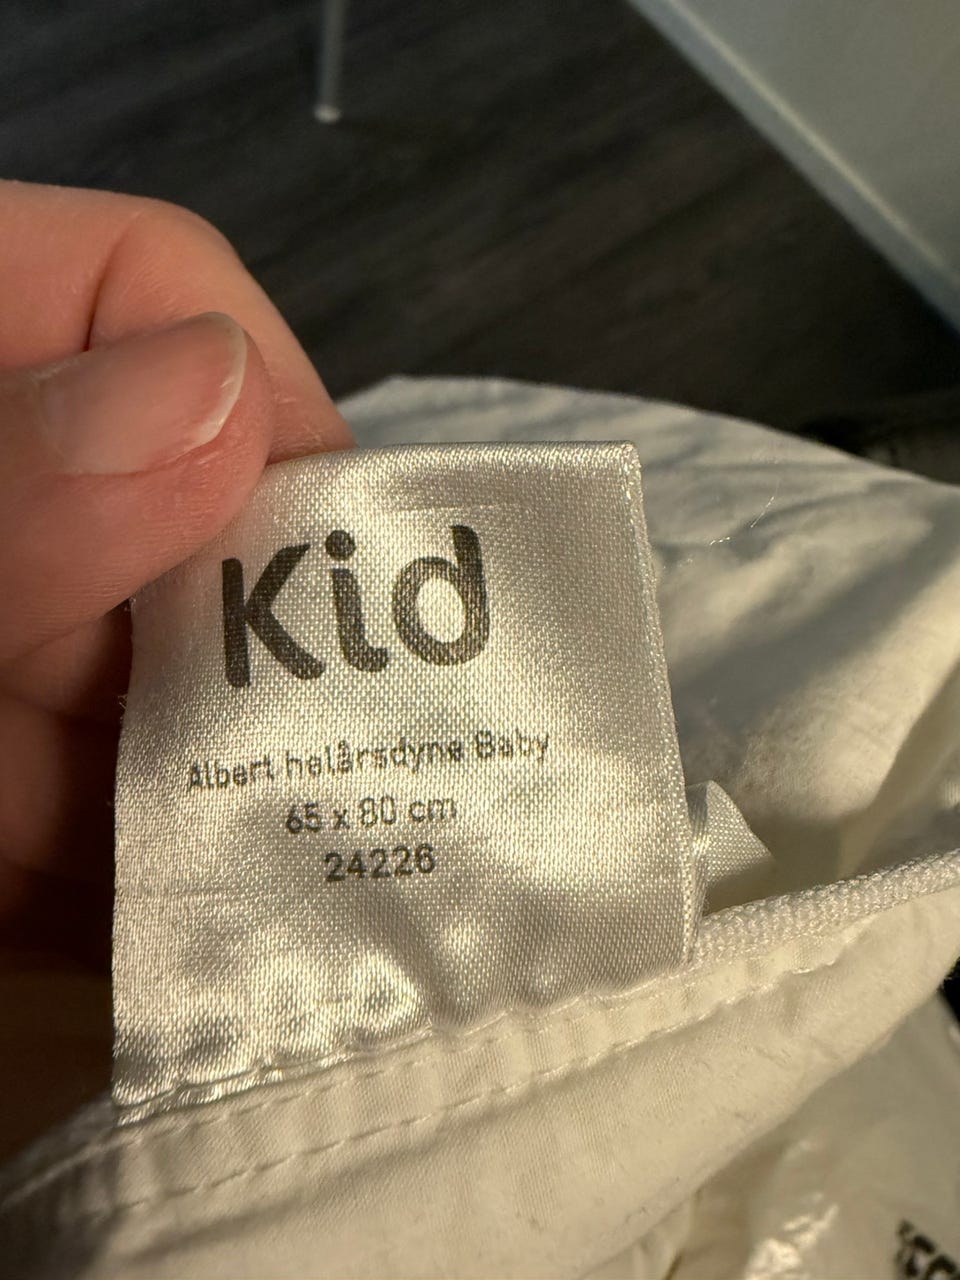 Kid
Albert helårsdyne Baby
65 x 80 cm
24226